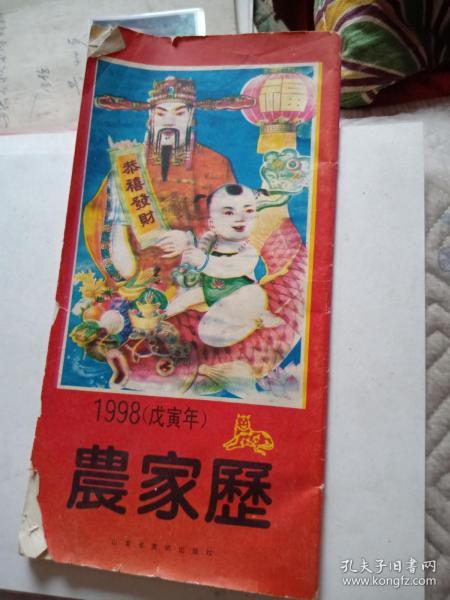 福
恭禧發財
1998(戊寅年)
農家歷
孔夫子旧书网
www.kongfz.com